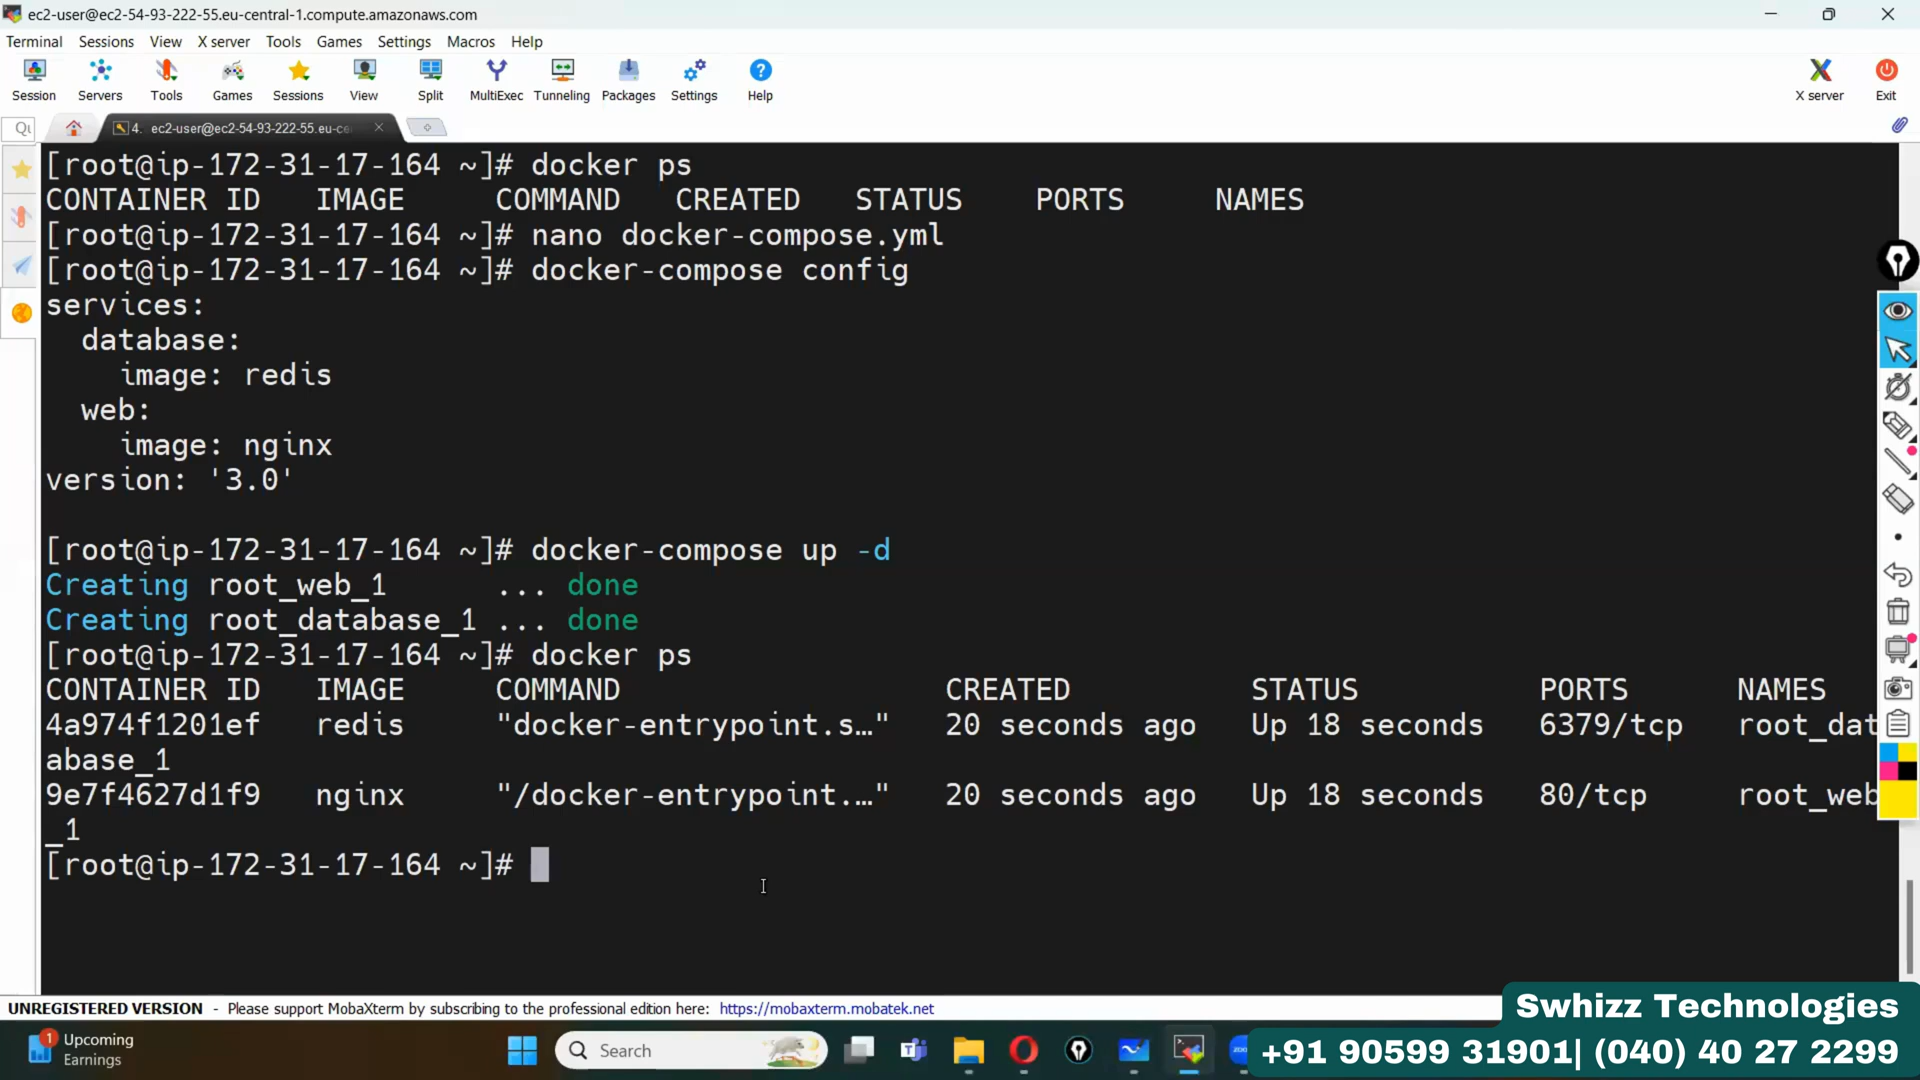 ec2-user@ec2-54-93-222-55.eu-central-1.compute.amazonaws.com
Terminal Sessions View X server Tools Games Settings Macros Help
Session Servers Tools Games Sessions View Split MultiExec Tunneling Packages Settings Help X server Exit
4. ec2-user@ec2-54-93-222-55.eu-ce
[root@ip-172-31-17-164 ~]# docker ps
CONTAINER ID IMAGE COMMAND CREATED STATUS PORTS NAMES
[root@ip-172-31-17-164 ~]# nano docker-compose.yml
[root@ip-172-31-17-164 ~]# docker-compose config
services:
  database:
    image: redis
  web:
    image: nginx
version: '3.0'
[root@ip-172-31-17-164 ~]# docker-compose up -d
Creating root_web_1 ... done
Creating root_database_1 ... done
[root@ip-172-31-17-164 ~]# docker ps
CONTAINER ID IMAGE COMMAND CREATED STATUS PORTS NAMES
4a974f1201ef redis "docker-entrypoint.s…" 20 seconds ago Up 18 seconds 6379/tcp root_dat
abase_1
9e7f4627d1f9 nginx "/docker-entrypoint.…" 20 seconds ago Up 18 seconds 80/tcp root_web
_1
[root@ip-172-31-17-164 ~]#
UNREGISTERED VERSION - Please support MobaXterm by subscribing to the professional edition here: https://mobaxterm.mobatek.net
Swhizz Technologies
+91 90599 31901| (040) 40 27 2299
1
Upcoming
Earnings
Search